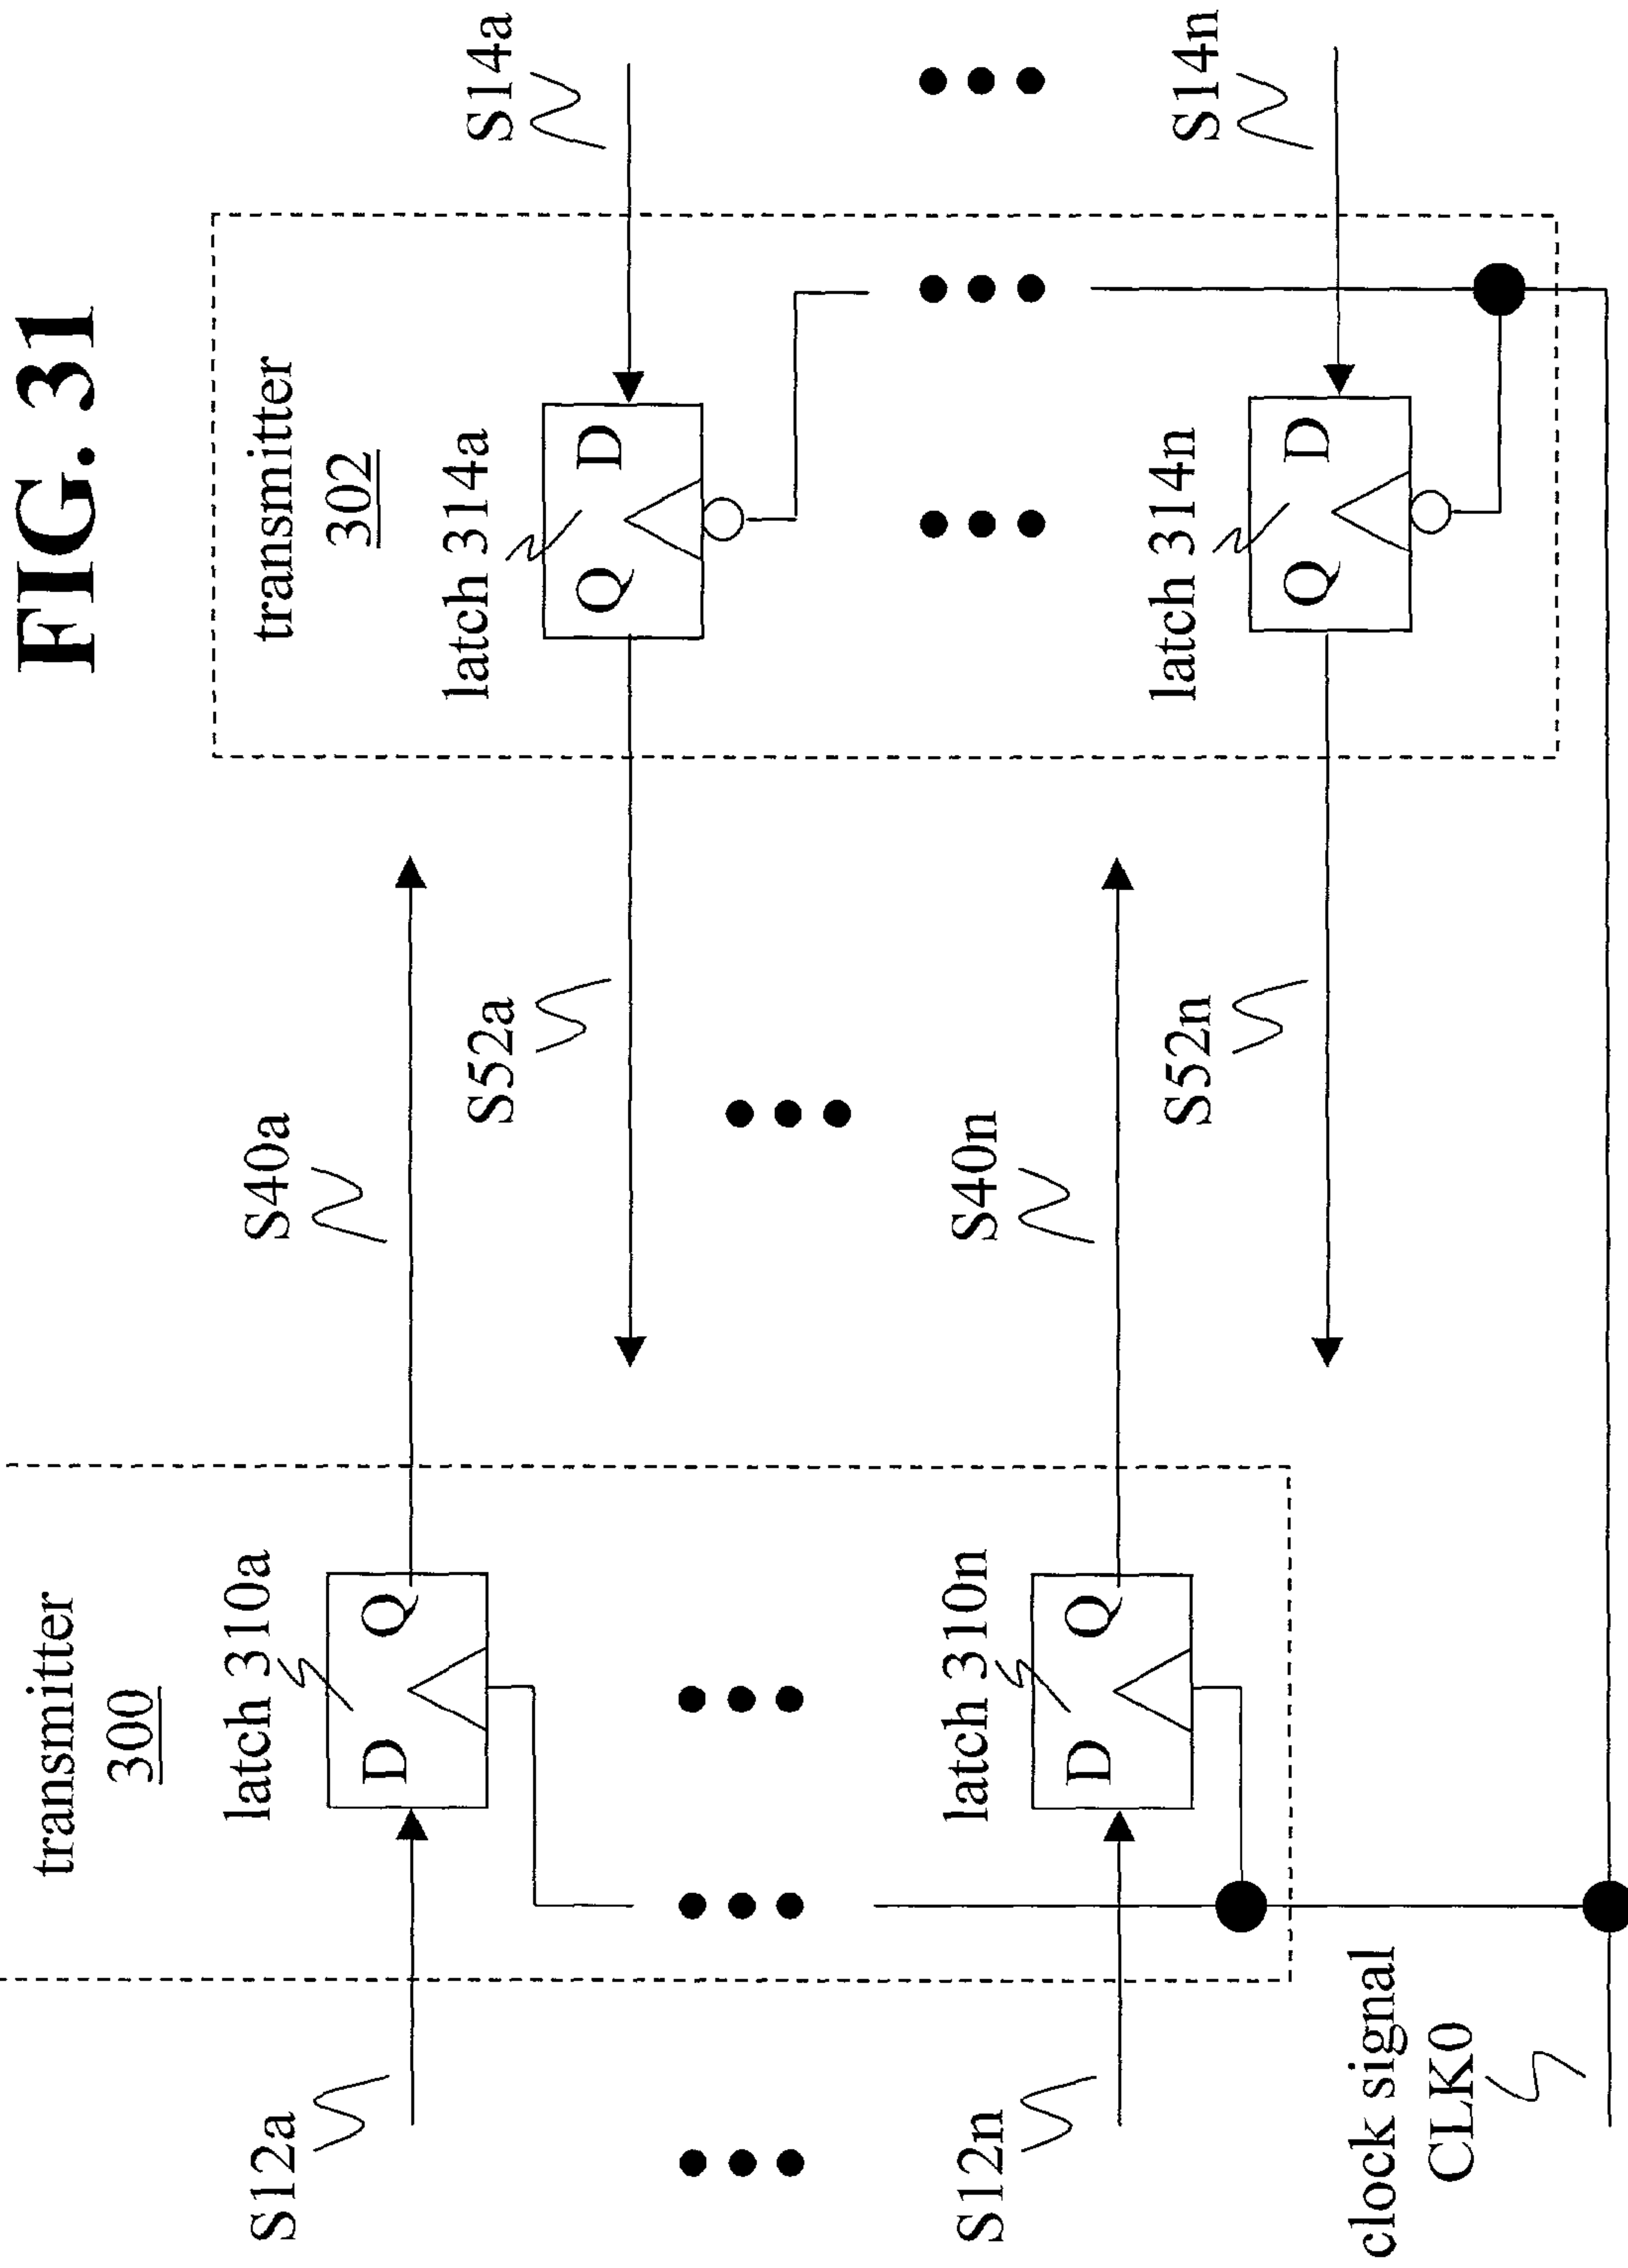 FIG. 31
transmitter
300
transmitter
302
latch 310a
D Q
S12a
S40a
latch 314a
Q D
S52a
S14a
latch 310n
D Q
S12n
S40n
latch 314n
Q D
S52n
S14n
clock signal
CLK0